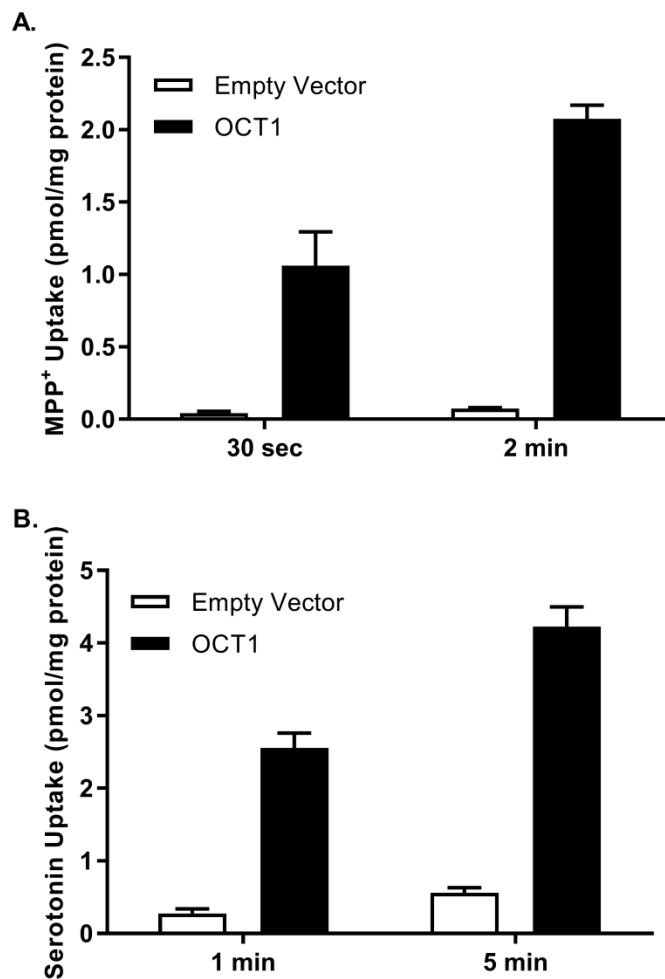 A.
MPP⁺ Uptake (pmol/mg protein)
2.5
2.0
1.5
1.0
0.5
0.0
Empty Vector
OCT1
30 sec
2 min
B.
Serotonin Uptake (pmol/mg protein)
5
4
3
2
1
0
Empty Vector
OCT1
1 min
5 min